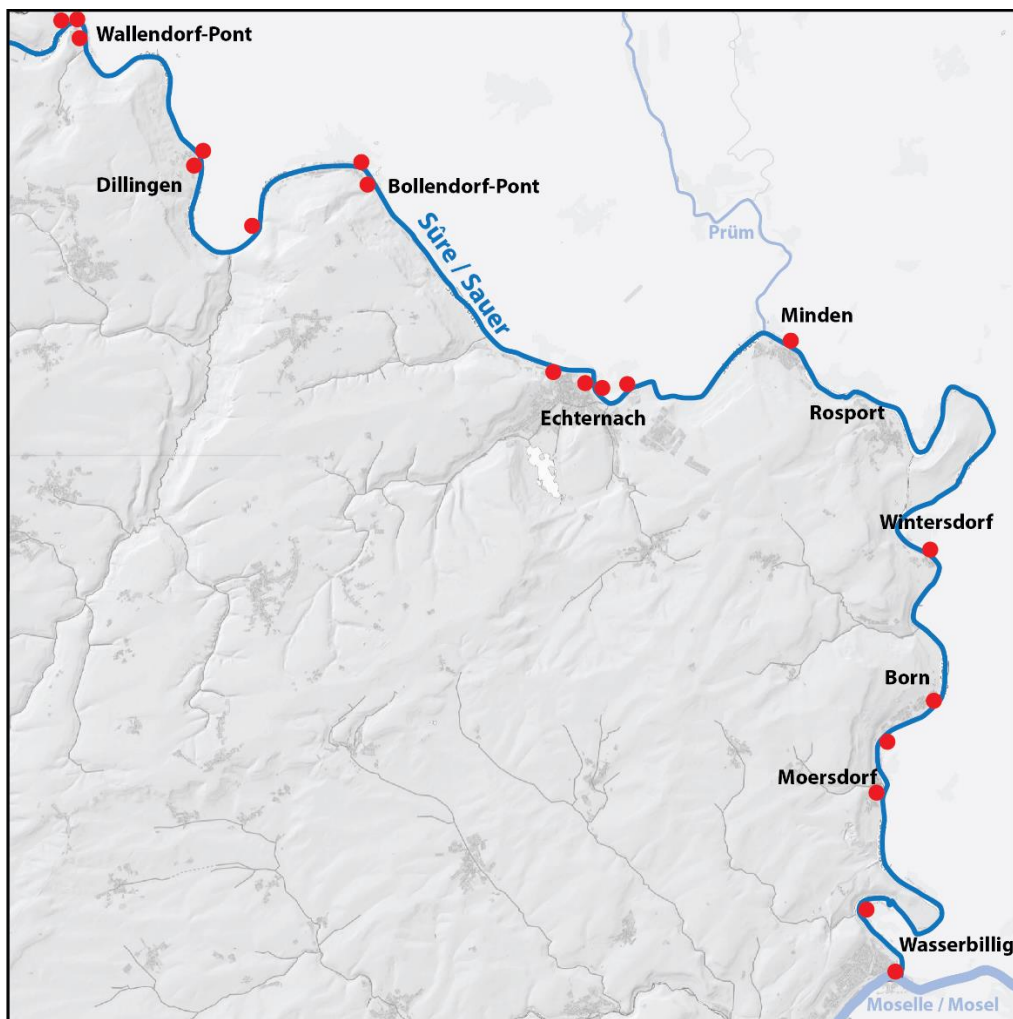 Wallendorf-Pont
Dillingen
Bollendorf-Pont
Sûre / Sauer
Prüm
Minden
Echternach
Rosport
Wintersdorf
Born
Moersdorf
Wasserbillig
Moselle / Mosel